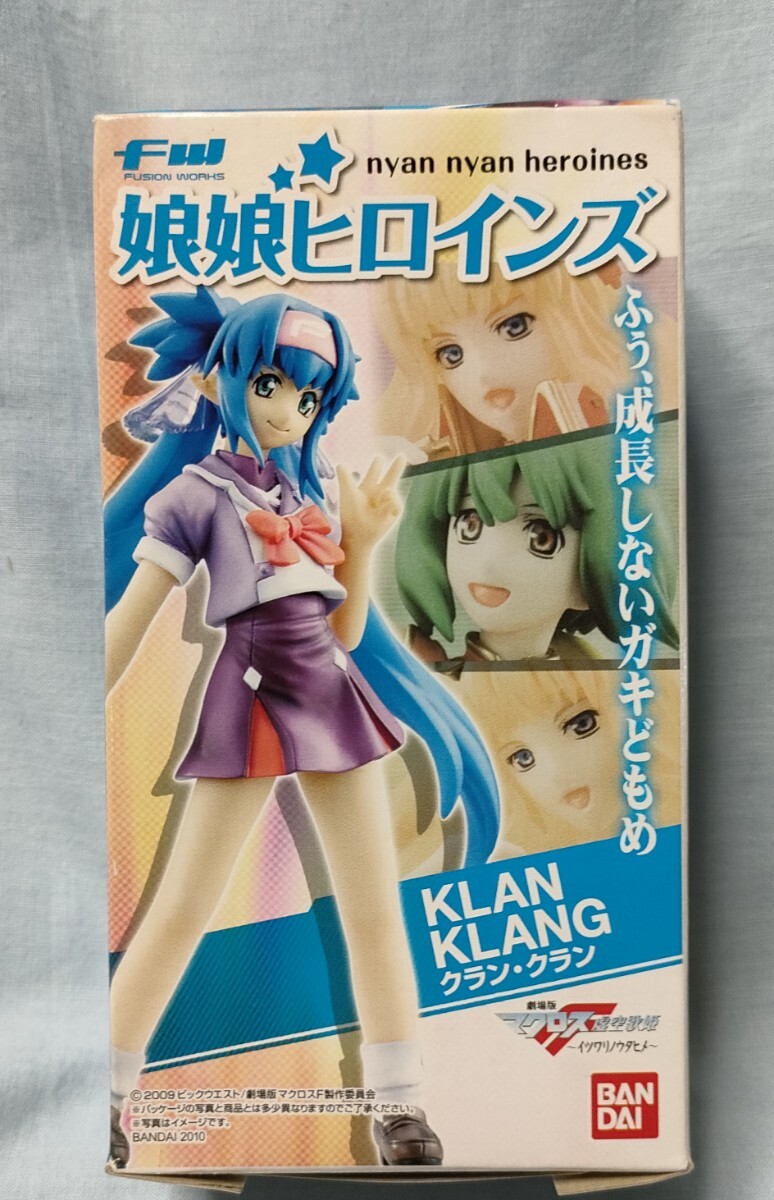 FW
FUSION WORKS
nyan nyan heroines
娘娘ヒロインズ
ふぅ、成長しないガキどもめ
KLAN
KLANG
クラン・クラン
劇場版
マクロスF 虚空歌姫
～イツワリノウタヒメ～
©2009 ビックウエスト/劇場版 マクロスF製作委員会
※パッケージの写真と商品とは多少異なりますのでご了承ください。
※写真はイメージです。
BANDAI 2010
BAN
DAI